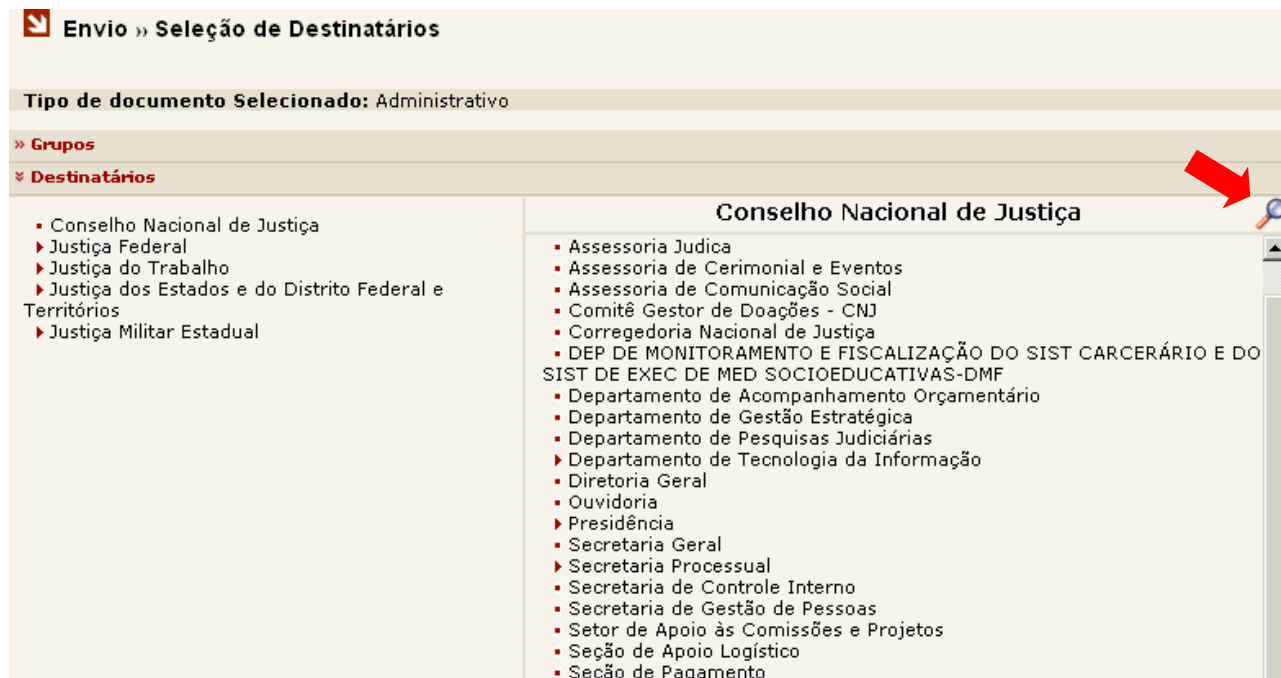 Envio » Seleção de Destinatários
Tipo de documento Selecionado: Administrativo
» Grupos
Destinatários
Conselho Nacional de Justiça
Justiça Federal
Justiça do Trabalho
Justiça dos Estados e do Distrito Federal e
Territórios
Justiça Militar Estadual
Conselho Nacional de Justiça
Assessoria Judica
Assessoria de Cerimonial e Eventos
Assessoria de Comunicação Social
Comitê Gestor de Doações - CNJ
Corregedoria Nacional de Justiça
DEP DE MONITORAMENTO E FISCALIZAÇÃO DO SIST CARCERÁRIO E DO
SIST DE EXEC DE MED SOCIOEDUCATIVAS-DMF
Departamento de Acompanhamento Orçamentário
Departamento de Gestão Estratégica
Departamento de Pesquisas Judiciárias
Departamento de Tecnologia da Informação
Diretoria Geral
Ouvidoria
Presidência
Secretaria Geral
Secretaria Processual
Secretaria de Controle Interno
Secretaria de Gestão de Pessoas
Setor de Apoio às Comissões e Projetos
Seção de Apoio Logístico
Seção de Pagamento